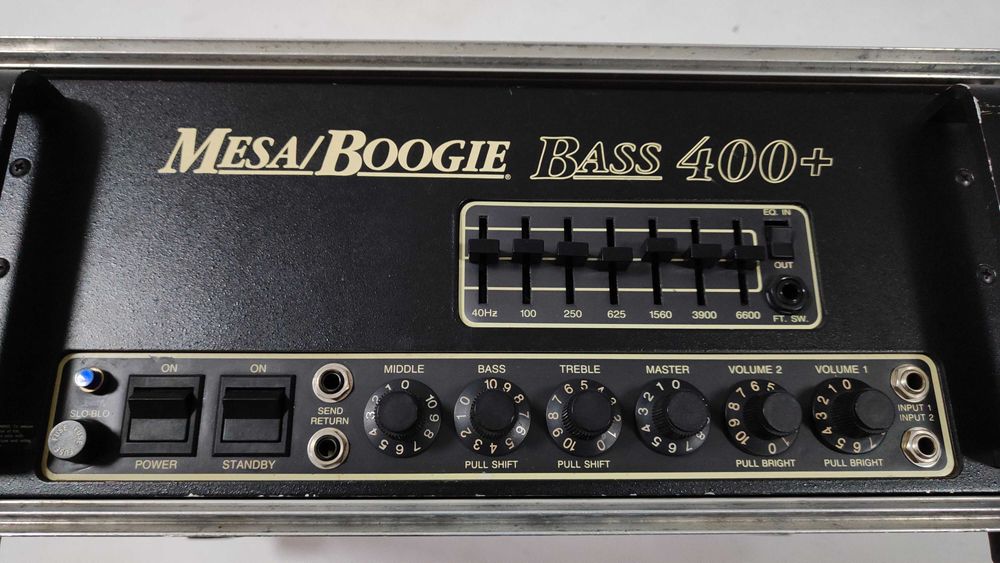 MESA/BOOGIE BASS 400+
EQ. IN
OUT
40Hz 100 250 625 1560 3900 6600 FT. SW.
ON ON MIDDLE BASS TREBLE MASTER VOLUME 2 VOLUME 1
SLO-BLO SEND
RETURN
INPUT 1
INPUT 2
POWER STANDBY PULL SHIFT PULL SHIFT PULL BRIGHT PULL BRIGHT